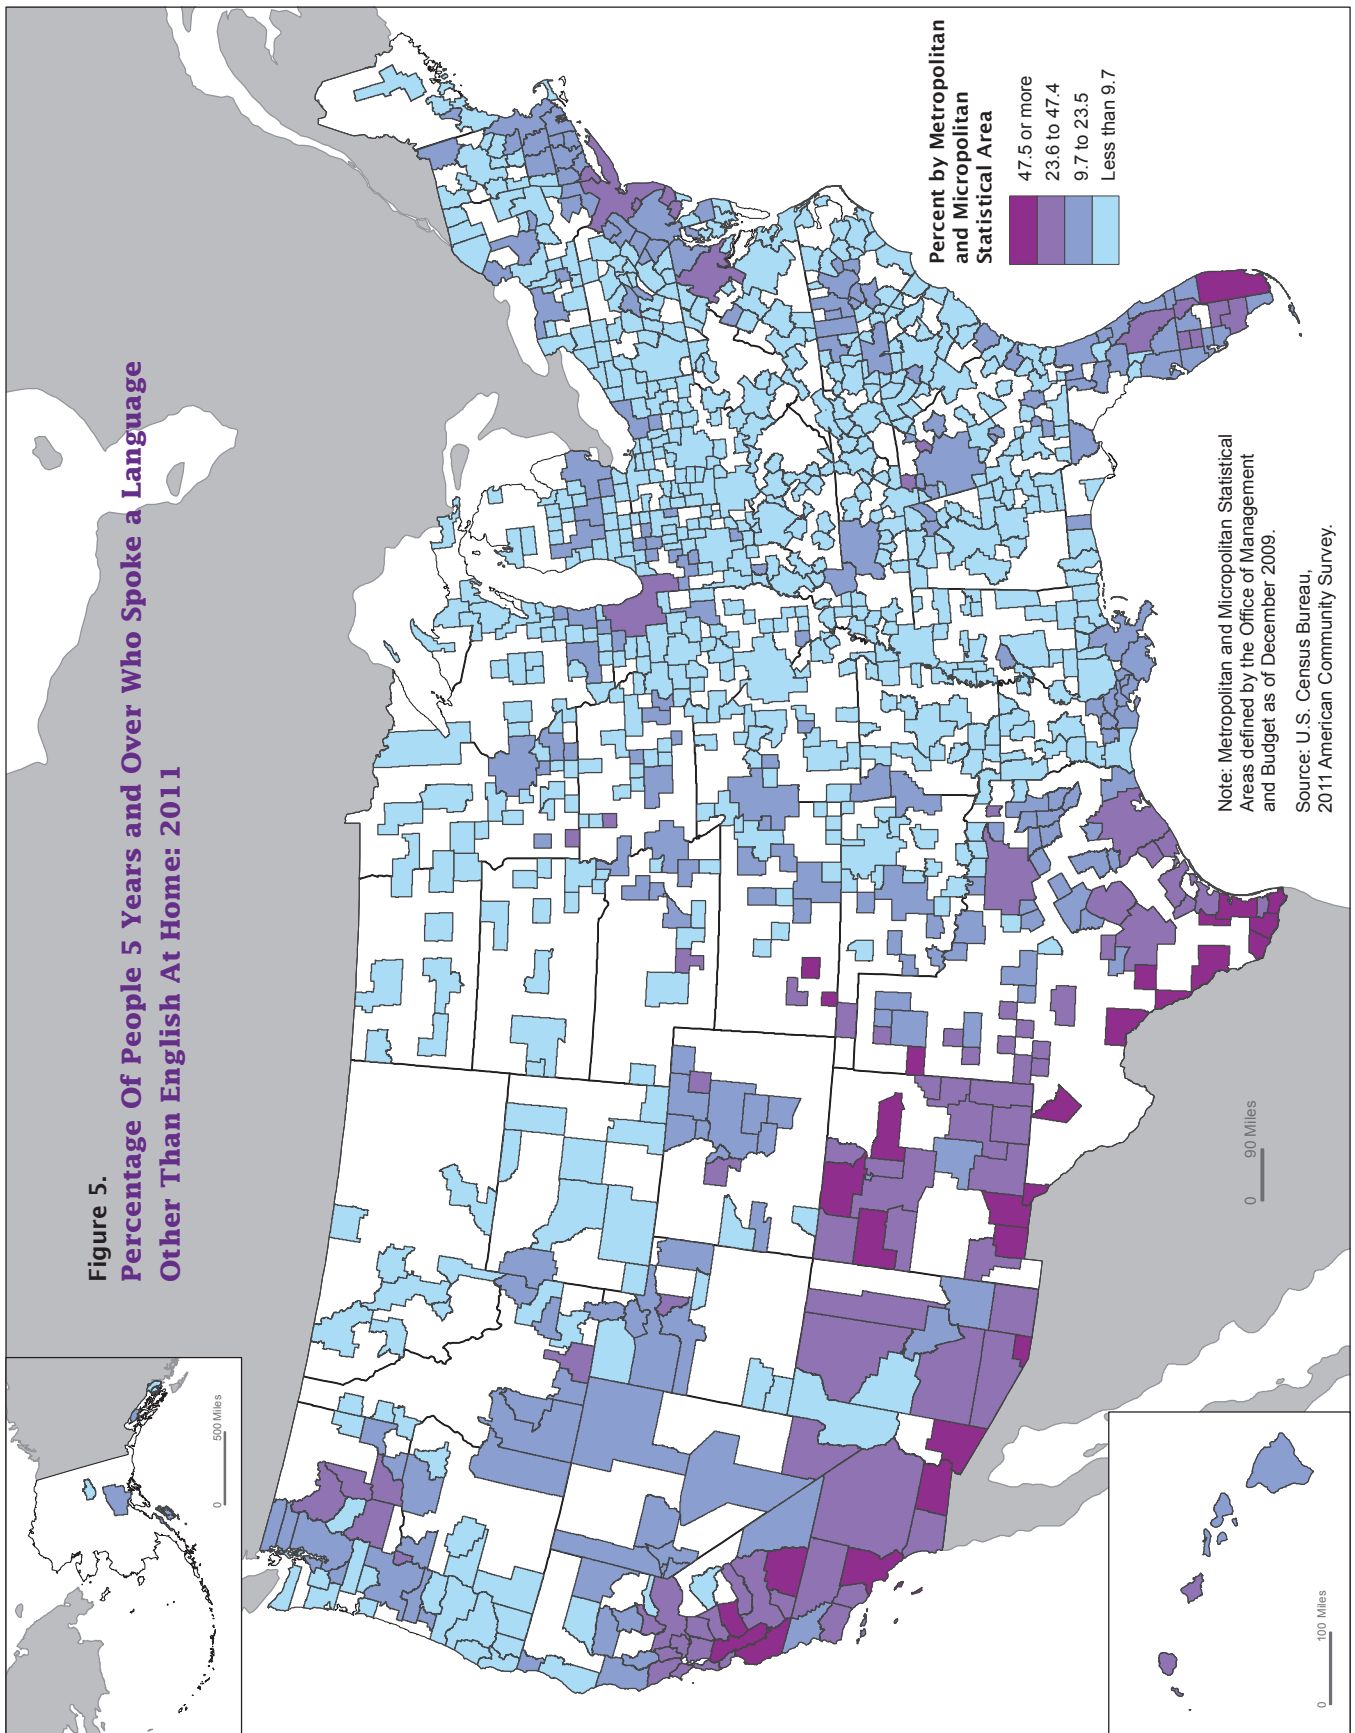 Figure 5.
Percentage Of People 5 Years and Over Who Spoke a Language
Other Than English At Home: 2011
500 Miles
0
Percent by Metropolitan
and Micropolitan
Statistical Area
47.5 or more
23.6 to 47.4
9.7 to 23.5
Less than 9.7
0
90 Miles
0
100 Miles
Note: Metropolitan and Micropolitan Statistical
Areas defined by the Office of Management
and Budget as of December 2009.
Source: U.S. Census Bureau,
2011 American Community Survey.